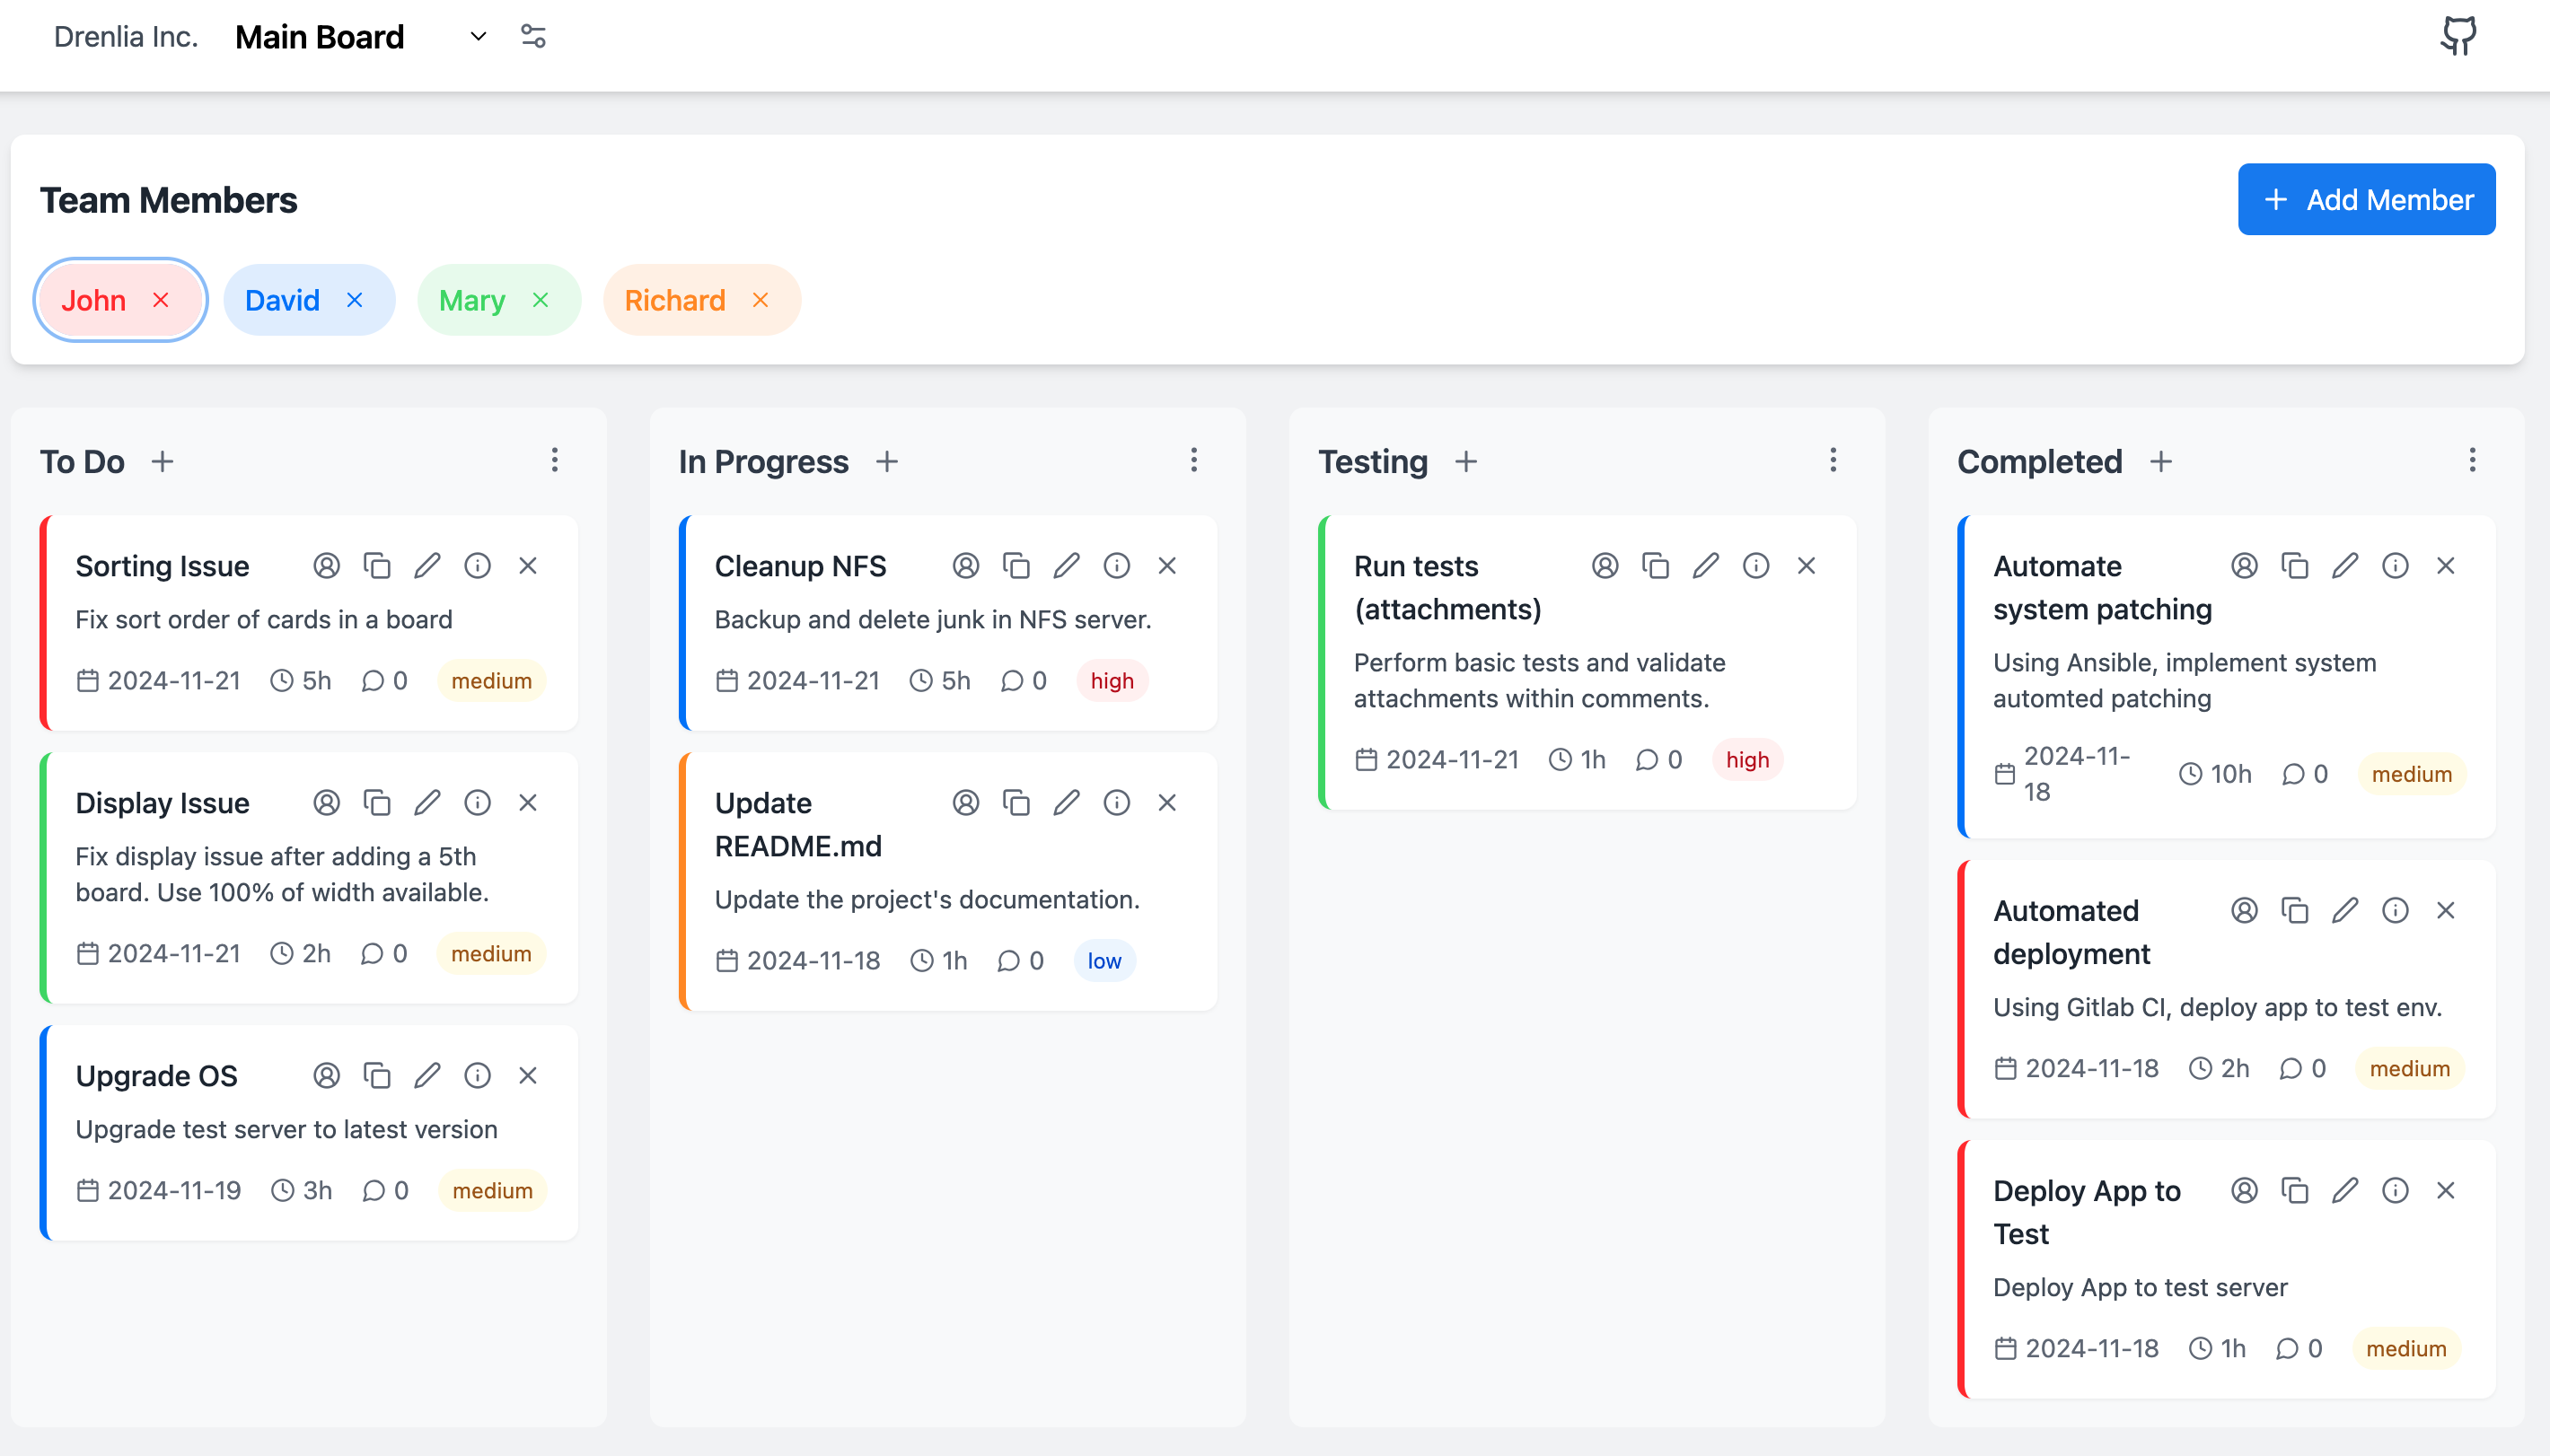 Drenlia Inc. Main Board
Team Members
Add Member
John
David
Mary
Richard
To Do
Sorting Issue
Fix sort order of cards in a board
2024-11-21 5h 0 medium
Display Issue
Fix display issue after adding a 5th
board. Use 100% of width available.
2024-11-21 2h 0 medium
Upgrade OS
Upgrade test server to latest version
2024-11-19 3h 0 medium
In Progress
Cleanup NFS
Backup and delete junk in NFS server.
2024-11-21 5h 0 high
Update
README.md
Update the project's documentation.
2024-11-18 1h 0 low
Testing
Run tests
(attachments)
Perform basic tests and validate
attachments within comments.
2024-11-21 1h 0 high
Completed
Automate
system patching
Using Ansible, implement system
automted patching
2024-11-
18
10h 0 medium
Automated
deployment
Using Gitlab CI, deploy app to test env.
2024-11-18 2h 0 medium
Deploy App to
Test
Deploy App to test server
2024-11-18 1h 0 medium